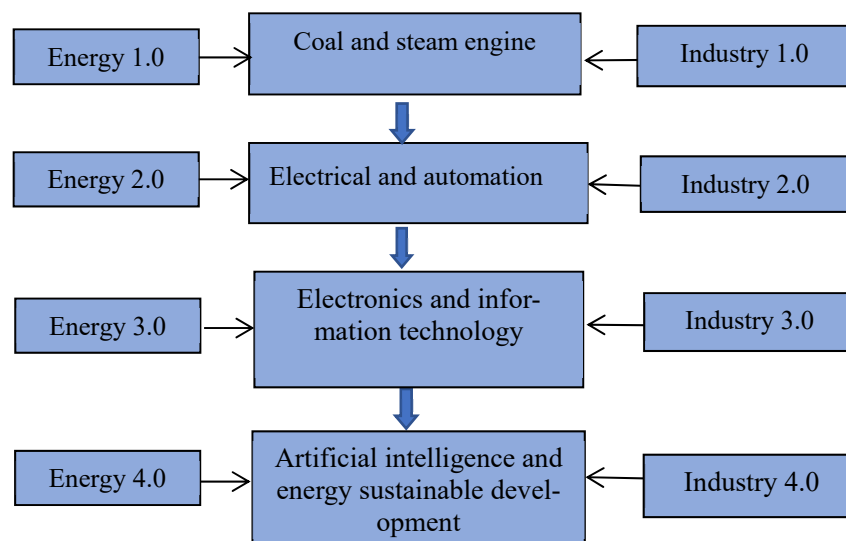 Energy 1.0
Coal and steam engine
Industry 1.0
Energy 2.0
Electrical and automation
Industry 2.0
Energy 3.0
Electronics and infor-
mation technology
Industry 3.0
Energy 4.0
Artificial intelligence and
energy sustainable devel-
opment
Industry 4.0